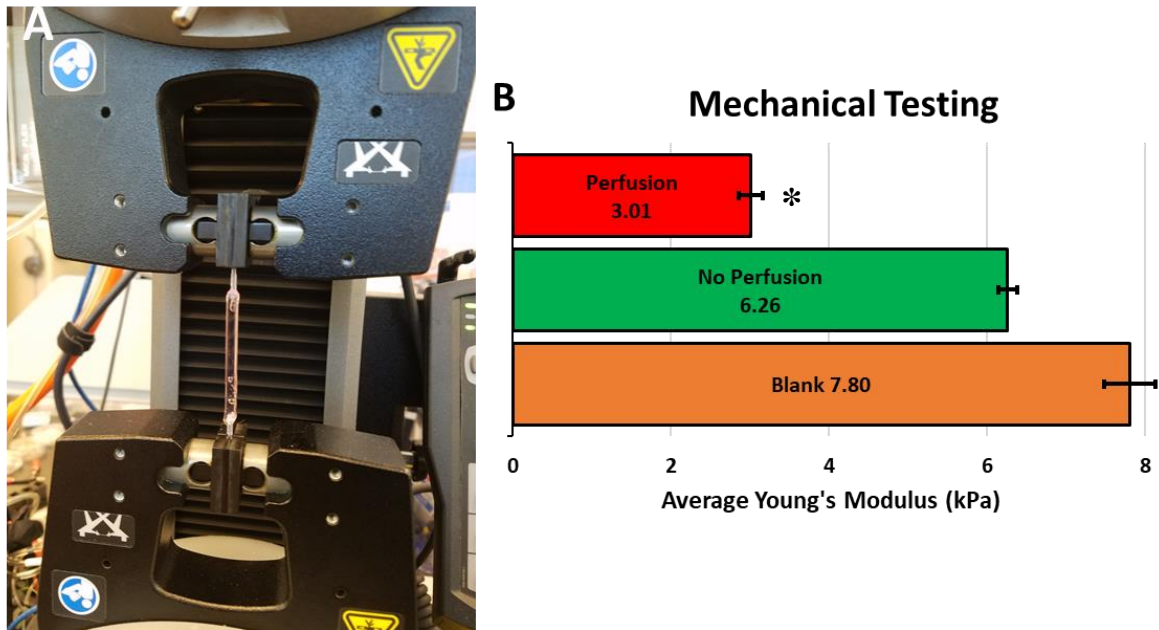 A
B
Mechanical Testing
Perfusion
3.01
*
No Perfusion
6.26
Blank 7.80
0 2 4 6 8
Average Young's Modulus (kPa)